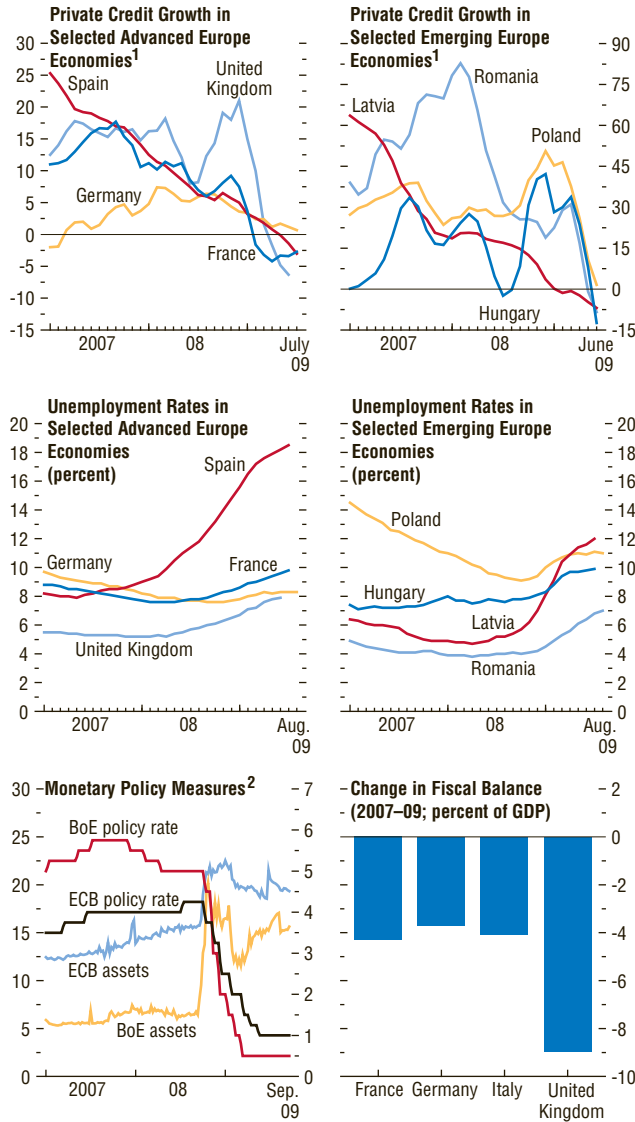 Private Credit Growth in
Selected Advanced Europe
Economies1
30
25
20
15
10
5
0
-5
-10
-15
Spain
United
Kingdom
Germany
France
2007
08
July
09
Private Credit Growth in
Selected Emerging Europe
Economies1
90
75
60
45
30
15
0
-15
Romania
Latvia
Poland
Hungary
2007
08
June
09
Unemployment Rates in
Selected Advanced Europe
Economies
(percent)
20
18
16
14
12
10
8
6
4
2
0
Spain
Germany
France
United Kingdom
2007
08
Aug.
09
Unemployment Rates in
Selected Emerging Europe
Economies
(percent)
20
18
16
14
12
10
8
6
4
2
0
Poland
Hungary
Latvia
Romania
2007
08
Aug.
09
Monetary Policy Measures2
30
25
20
15
10
5
0
7
6
5
4
3
2
1
0
BoE policy rate
ECB policy rate
ECB assets
BoE assets
2007
08
Sep.
09
Change in Fiscal Balance
(2007–09; percent of GDP)
2
0
-2
-4
-6
-8
-10
France
Germany
Italy
United
Kingdom